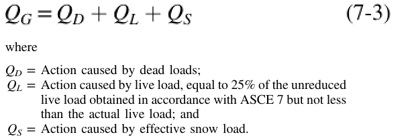 Q_G = Q_D + Q_L + Q_S (7-3)
where
Q_D = Action caused by dead loads;
Q_L = Action caused by live load, equal to 25% of the unreduced
live load obtained in accordance with ASCE 7 but not less
than the actual live load; and
Q_S = Action caused by effective snow load.